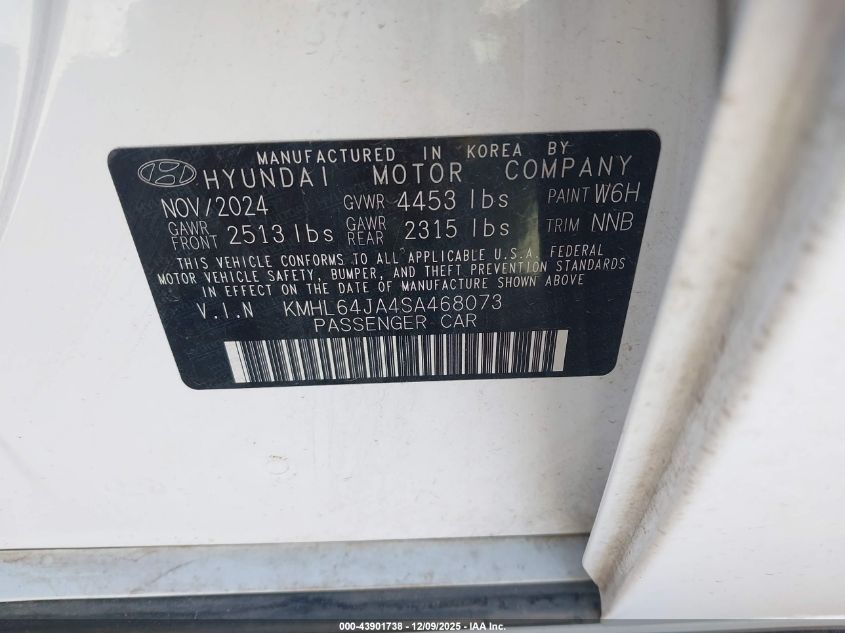 MANUFACTURED IN KOREA BY
HYUNDAI MOTOR COMPANY
NOV/2024 GVWR 4453 lbs PAINT W6H
GAWR FRONT 2513 lbs GAWR REAR 2315 lbs TRIM NNB
THIS VEHICLE CONFORMS TO ALL APPLICABLE U.S.A. FEDERAL
MOTOR VEHICLE SAFETY, BUMPER, AND THEFT PREVENTION STANDARDS
IN EFFECT ON THE DATE OF MANUFACTURE SHOWN ABOVE
V.I.N KMHL64JA4SA468073
PASSENGER CAR
000-43901738 - 12/09/2025 - IAA Inc.